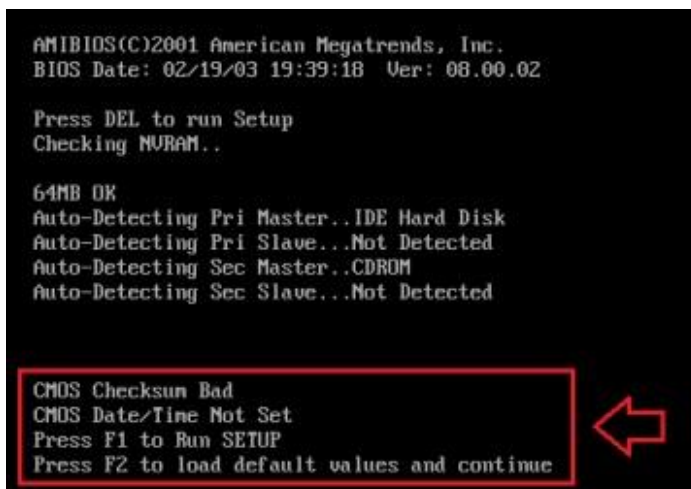 AMIBIOS(C)2001 American Megatrends, Inc.
BIOS Date: 02/19/03 19:39:18 Ver: 08.00.02
Press DEL to run Setup
Checking NVRAM..
64MB OK
Auto-Detecting Pri Master..IDE Hard Disk
Auto-Detecting Pri Slave...Not Detected
Auto-Detecting Sec Master..CDROM
Auto-Detecting Sec Slave...Not Detected
CMOS Checksum Bad
CMOS Date/Time Not Set
Press F1 to Run SETUP
Press F2 to load default values and continue